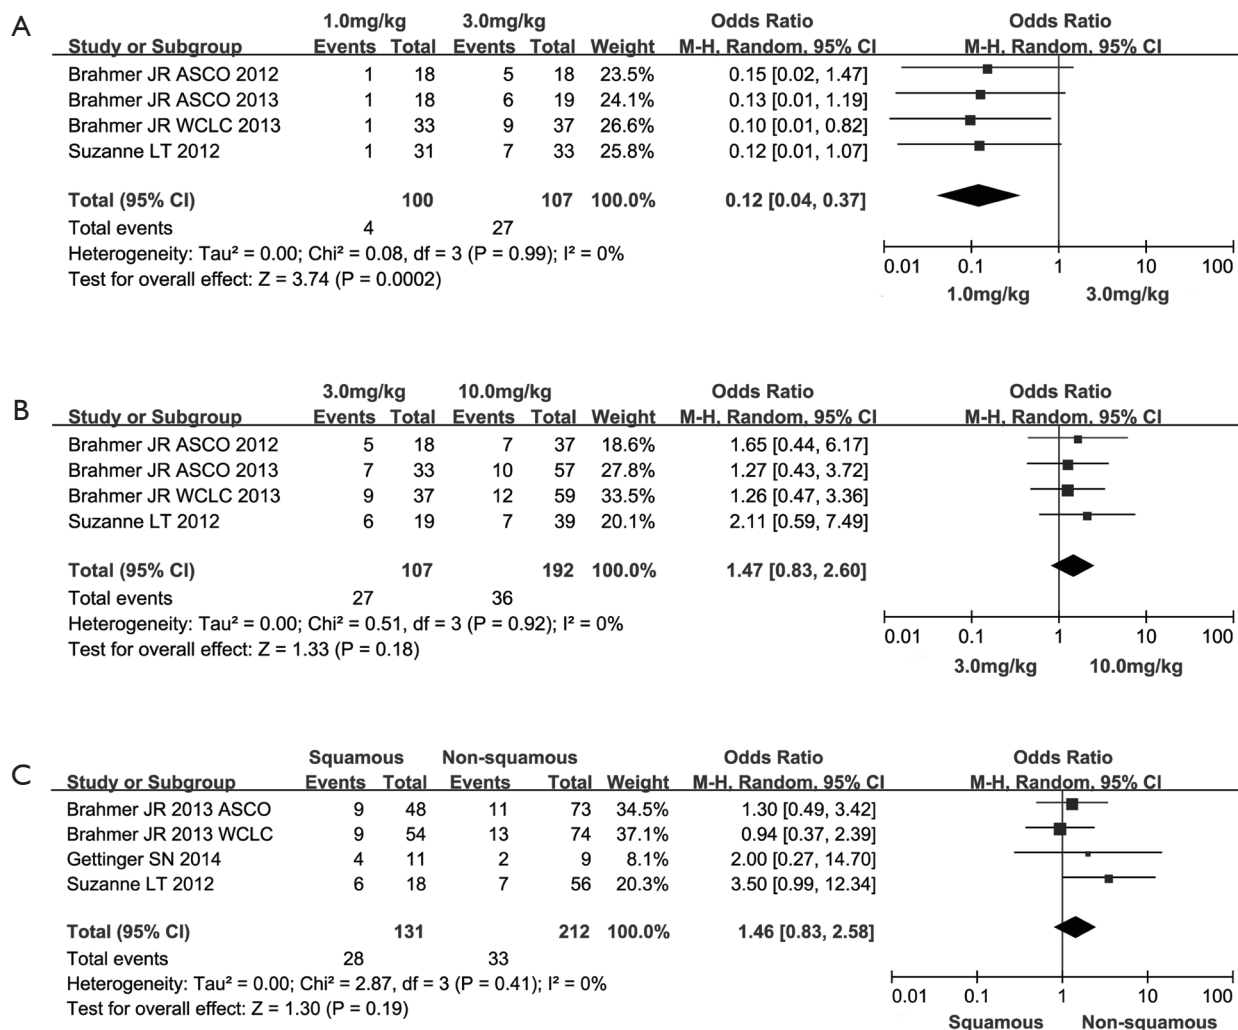 A
1.0mg/kg 3.0mg/kg Odds Ratio Odds Ratio
Study or Subgroup Events Total Events Total Weight M-H, Random, 95% CI M-H, Random, 95% CI
Brahmer JR ASCO 2012 1 18 5 18 23.5% 0.15 [0.02, 1.47]
Brahmer JR ASCO 2013 1 18 6 19 24.1% 0.13 [0.01, 1.19]
Brahmer JR WCLC 2013 1 33 9 37 26.6% 0.10 [0.01, 0.82]
Suzanne LT 2012 1 31 7 33 25.8% 0.12 [0.01, 1.07]
Total (95% CI) 100 107 100.0% 0.12 [0.04, 0.37]
Total events 4 27
Heterogeneity: Tau² = 0.00; Chi² = 0.08, df = 3 (P = 0.99); I² = 0%
Test for overall effect: Z = 3.74 (P = 0.0002)
0.01 0.1 1 10 100
1.0mg/kg 3.0mg/kg
B
3.0mg/kg 10.0mg/kg Odds Ratio Odds Ratio
Study or Subgroup Events Total Events Total Weight M-H, Random, 95% CI M-H, Random, 95% CI
Brahmer JR ASCO 2012 5 18 7 37 18.6% 1.65 [0.44, 6.17]
Brahmer JR ASCO 2013 7 33 10 57 27.8% 1.27 [0.43, 3.72]
Brahmer JR WCLC 2013 9 37 12 59 33.5% 1.26 [0.47, 3.36]
Suzanne LT 2012 6 19 7 39 20.1% 2.11 [0.59, 7.49]
Total (95% CI) 107 192 100.0% 1.47 [0.83, 2.60]
Total events 27 36
Heterogeneity: Tau² = 0.00; Chi² = 0.51, df = 3 (P = 0.92); I² = 0%
Test for overall effect: Z = 1.33 (P = 0.18)
0.01 0.1 1 10 100
3.0mg/kg 10.0mg/kg
C
Squamous Non-squamous Odds Ratio Odds Ratio
Study or Subgroup Events Total Events Total Weight M-H, Random, 95% CI M-H, Random, 95% CI
Brahmer JR 2013 ASCO 9 48 11 73 34.5% 1.30 [0.49, 3.42]
Brahmer JR 2013 WCLC 9 54 13 74 37.1% 0.94 [0.37, 2.39]
Gettinger SN 2014 4 11 2 9 8.1% 2.00 [0.27, 14.70]
Suzanne LT 2012 6 18 7 56 20.3% 3.50 [0.99, 12.34]
Total (95% CI) 131 212 100.0% 1.46 [0.83, 2.58]
Total events 28 33
Heterogeneity: Tau² = 0.00; Chi² = 2.87, df = 3 (P = 0.41); I² = 0%
Test for overall effect: Z = 1.30 (P = 0.19)
0.01 0.1 1 10 100
Squamous Non-squamous